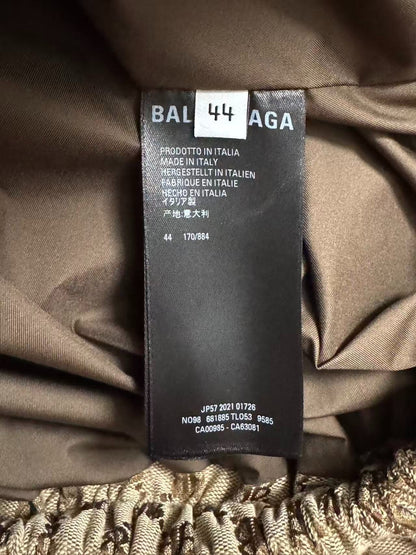 44
BAL AGA
PRODOTTO IN ITALIA
MADE IN ITALY
HERGESTELLT IN ITALIEN
FABRIQUE EN ITALIE
HECHO EN ITALIA
イタリア製
产地:意大利
44 170/884
JP57 2021 01726
NO98 681885 TLO53 9585
CA00985 - CA63081